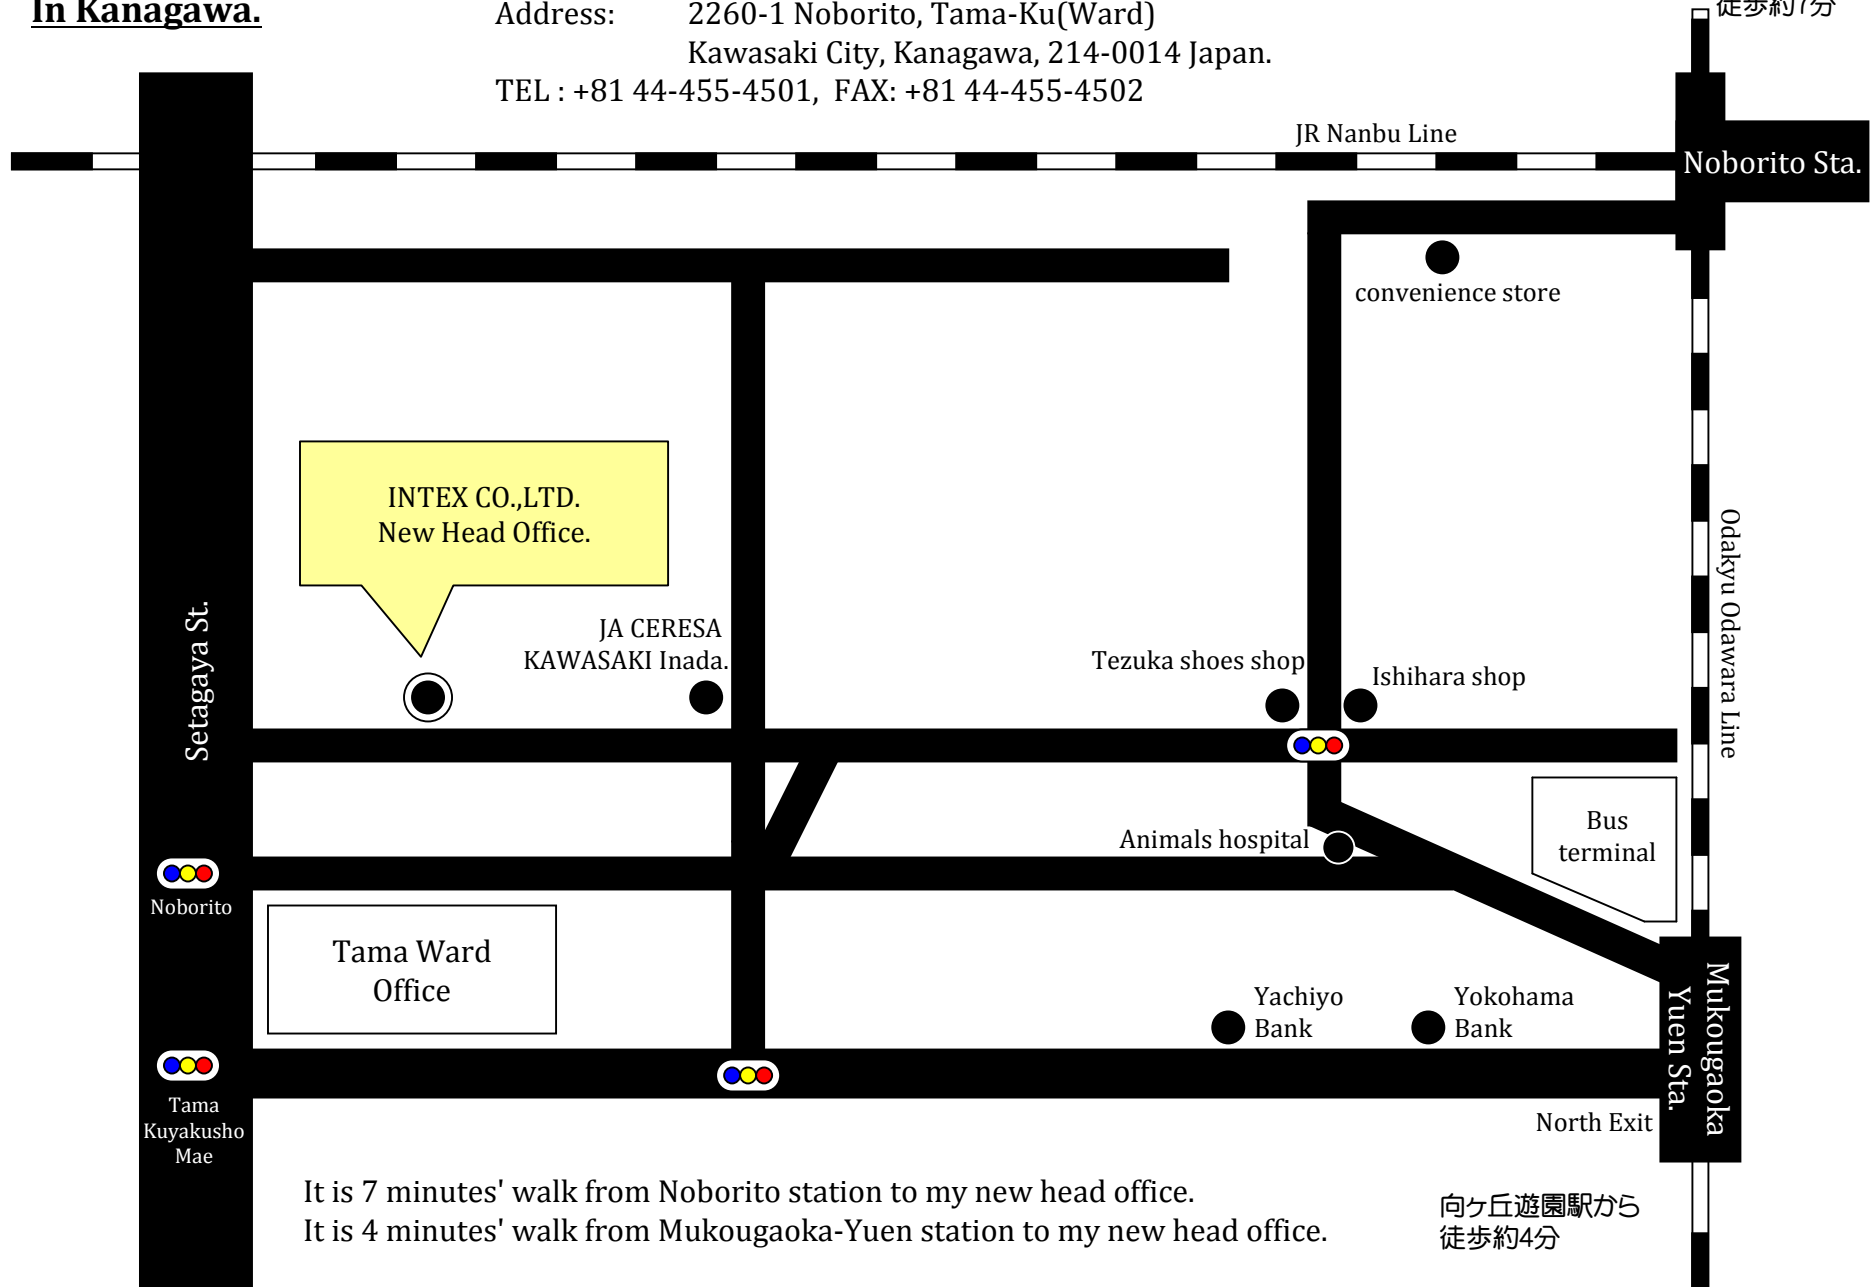 In Kanagawa.
Address: 2260-1 Noborito, Tama-Ku(Ward)
Kawasaki City, Kanagawa, 214-0014 Japan.
TEL : +81 44-455-4501, FAX: +81 44-455-4502
徒歩約7分
JR Nanbu Line
Noborito Sta.
convenience store
INTEX CO.,LTD.
New Head Office.
Setagaya St.
JA CERESA
KAWASAKI Inada.
Tezuka shoes shop
Ishihara shop
Odakyu Odawara Line
Bus
terminal
Animals hospital
Noborito
Tama Ward
Office
Yachiyo
Bank
Yokohama
Bank
Mukougaoka
Yuen Sta.
Tama
Kuyakusho
Mae
North Exit
It is 7 minutes' walk from Noborito station to my new head office.
It is 4 minutes' walk from Mukougaoka-Yuen station to my new head office.
向ヶ丘遊園駅から
徒歩約4分